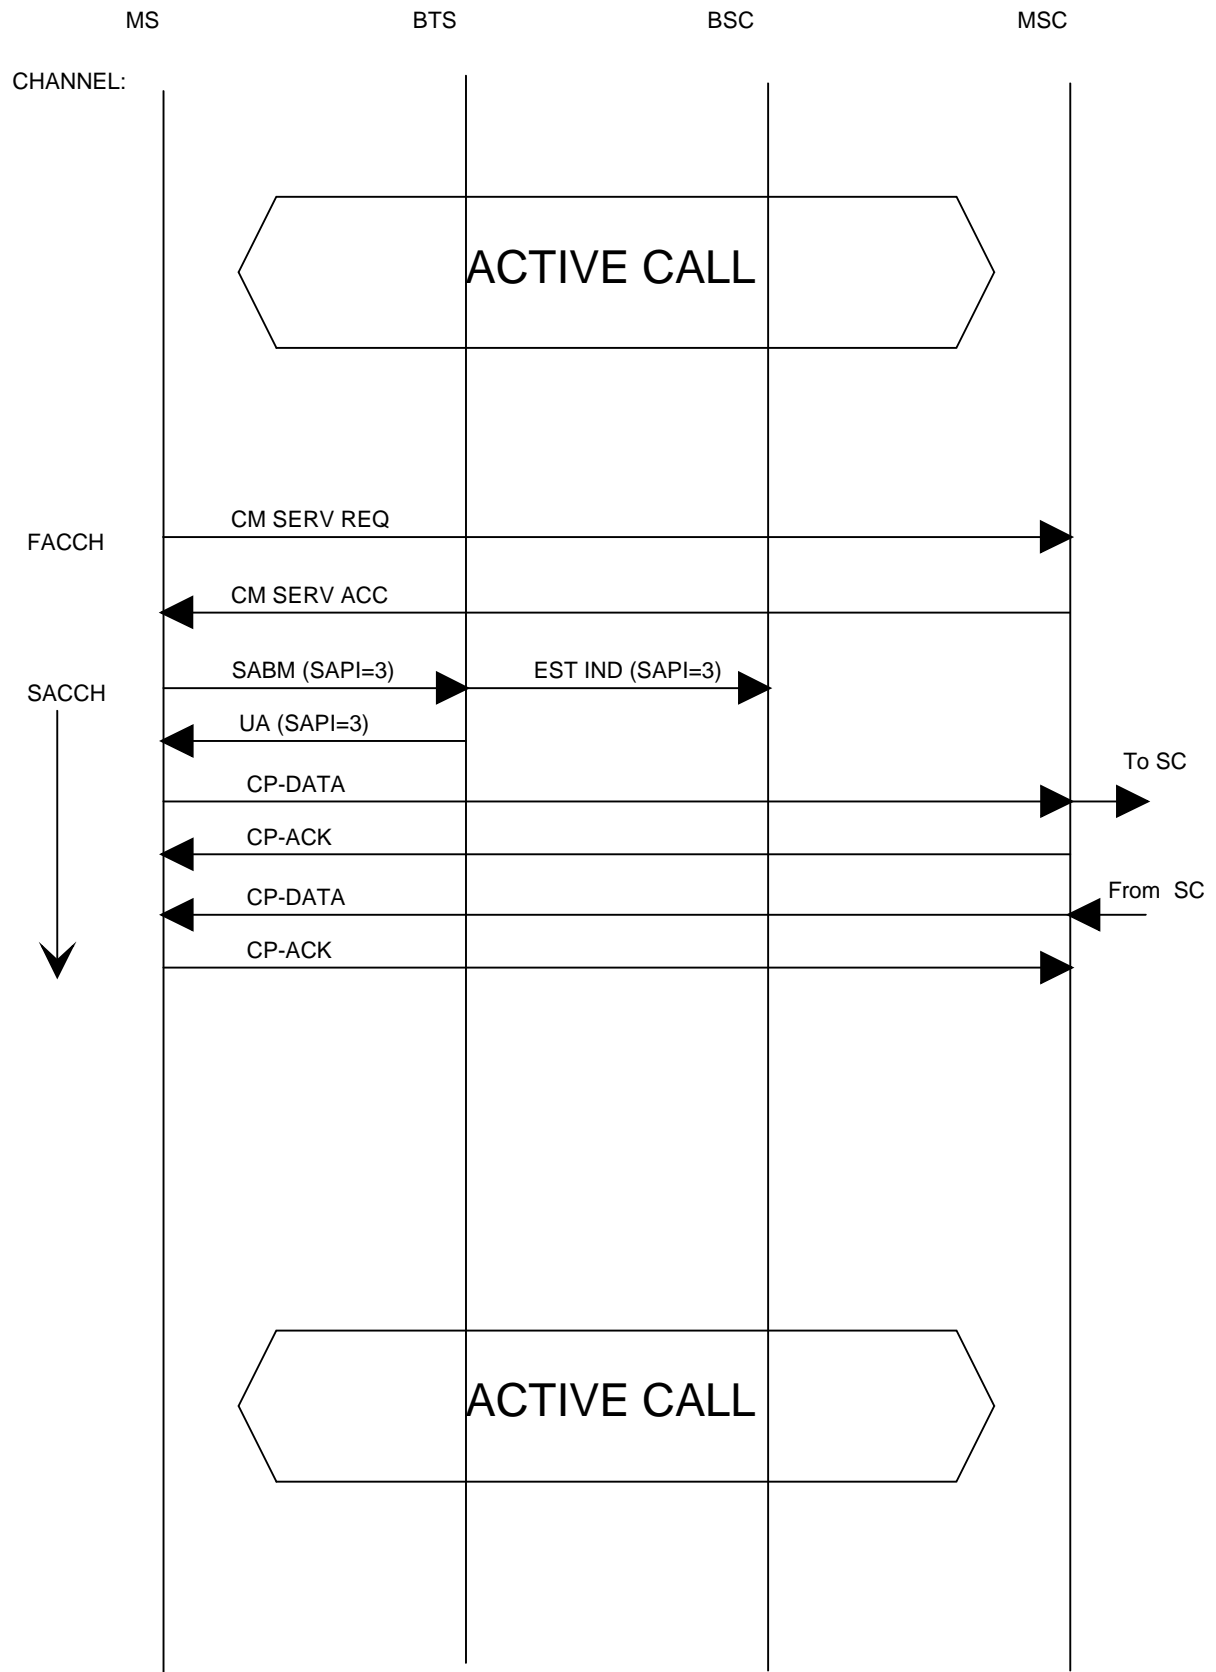 MS BTS BSC MSC
CHANNEL:
ACTIVE CALL
CM SERV REQ
FACCH
CM SERV ACC
SABM (SAPI=3) EST IND (SAPI=3)
SACCH
UA (SAPI=3)
To SC
CP-DATA
CP-ACK
From SC
CP-DATA
CP-ACK
ACTIVE CALL